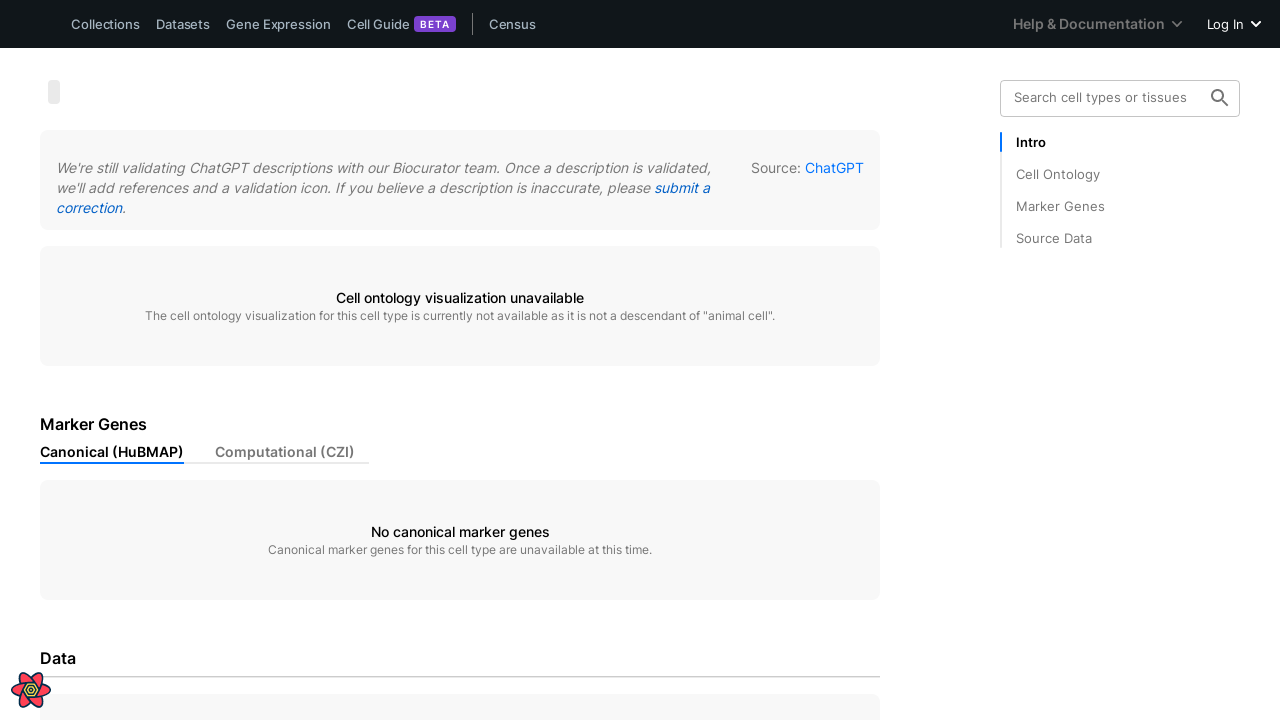 Collections
Datasets
Gene Expression
Cell Guide BETA
Census
Help & Documentation
Log In
Search cell types or tissues
Intro
Cell Ontology
Marker Genes
Source Data
We're still validating ChatGPT descriptions with our Biocurator team. Once a description is validated,
we'll add references and a validation icon. If you believe a description is inaccurate, please submit a
correction.
Source: ChatGPT
Cell ontology visualization unavailable
The cell ontology visualization for this cell type is currently not available as it is not a descendant of "animal cell".
Marker Genes
Canonical (HuBMAP)
Computational (CZI)
No canonical marker genes
Canonical marker genes for this cell type are unavailable at this time.
Data